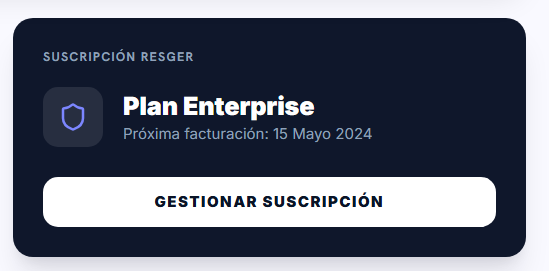 SUSCRIPCIÓN RESGER
Plan Enterprise
Próxima facturación: 15 Mayo 2024
GESTIONAR SUSCRIPCIÓN